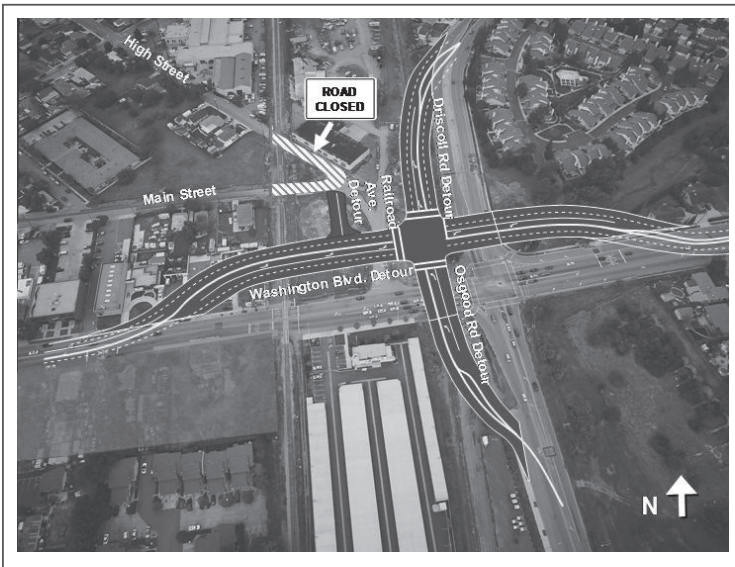 High Street
ROAD
CLOSED
Driscoll Rd Detour
Main Street
Railroad
Ave.
Detour
Washington Blvd. Detour
Osgood Rd Detour
N